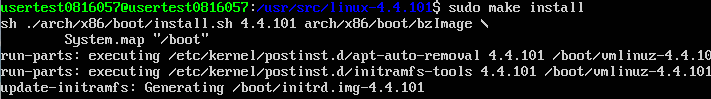 usertest0816057@usertest0816057:/usr/src/linux-4.4.101$ sudo make install
sh ./arch/x86/boot/install.sh 4.4.101 arch/x86/boot/bzImage \
System.map "/boot"
run-parts: executing /etc/kernel/postinst.d/apt-auto-removal 4.4.101 /boot/vmlinuz-4.4.101
run-parts: executing /etc/kernel/postinst.d/initramfs-tools 4.4.101 /boot/vmlinuz-4.4.101
update-initramfs: Generating /boot/initrd.img-4.4.101